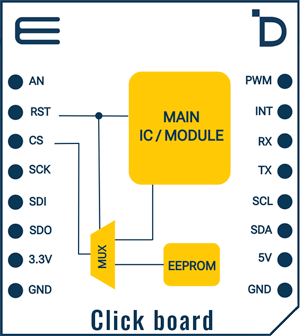 AN
PWM
RST
INT
CS
RX
SCK
TX
SDI
SCL
SDO
SDA
3.3V
5V
GND
GND
MAIN
IC / MODULE
MUX
EEPROM
Click board